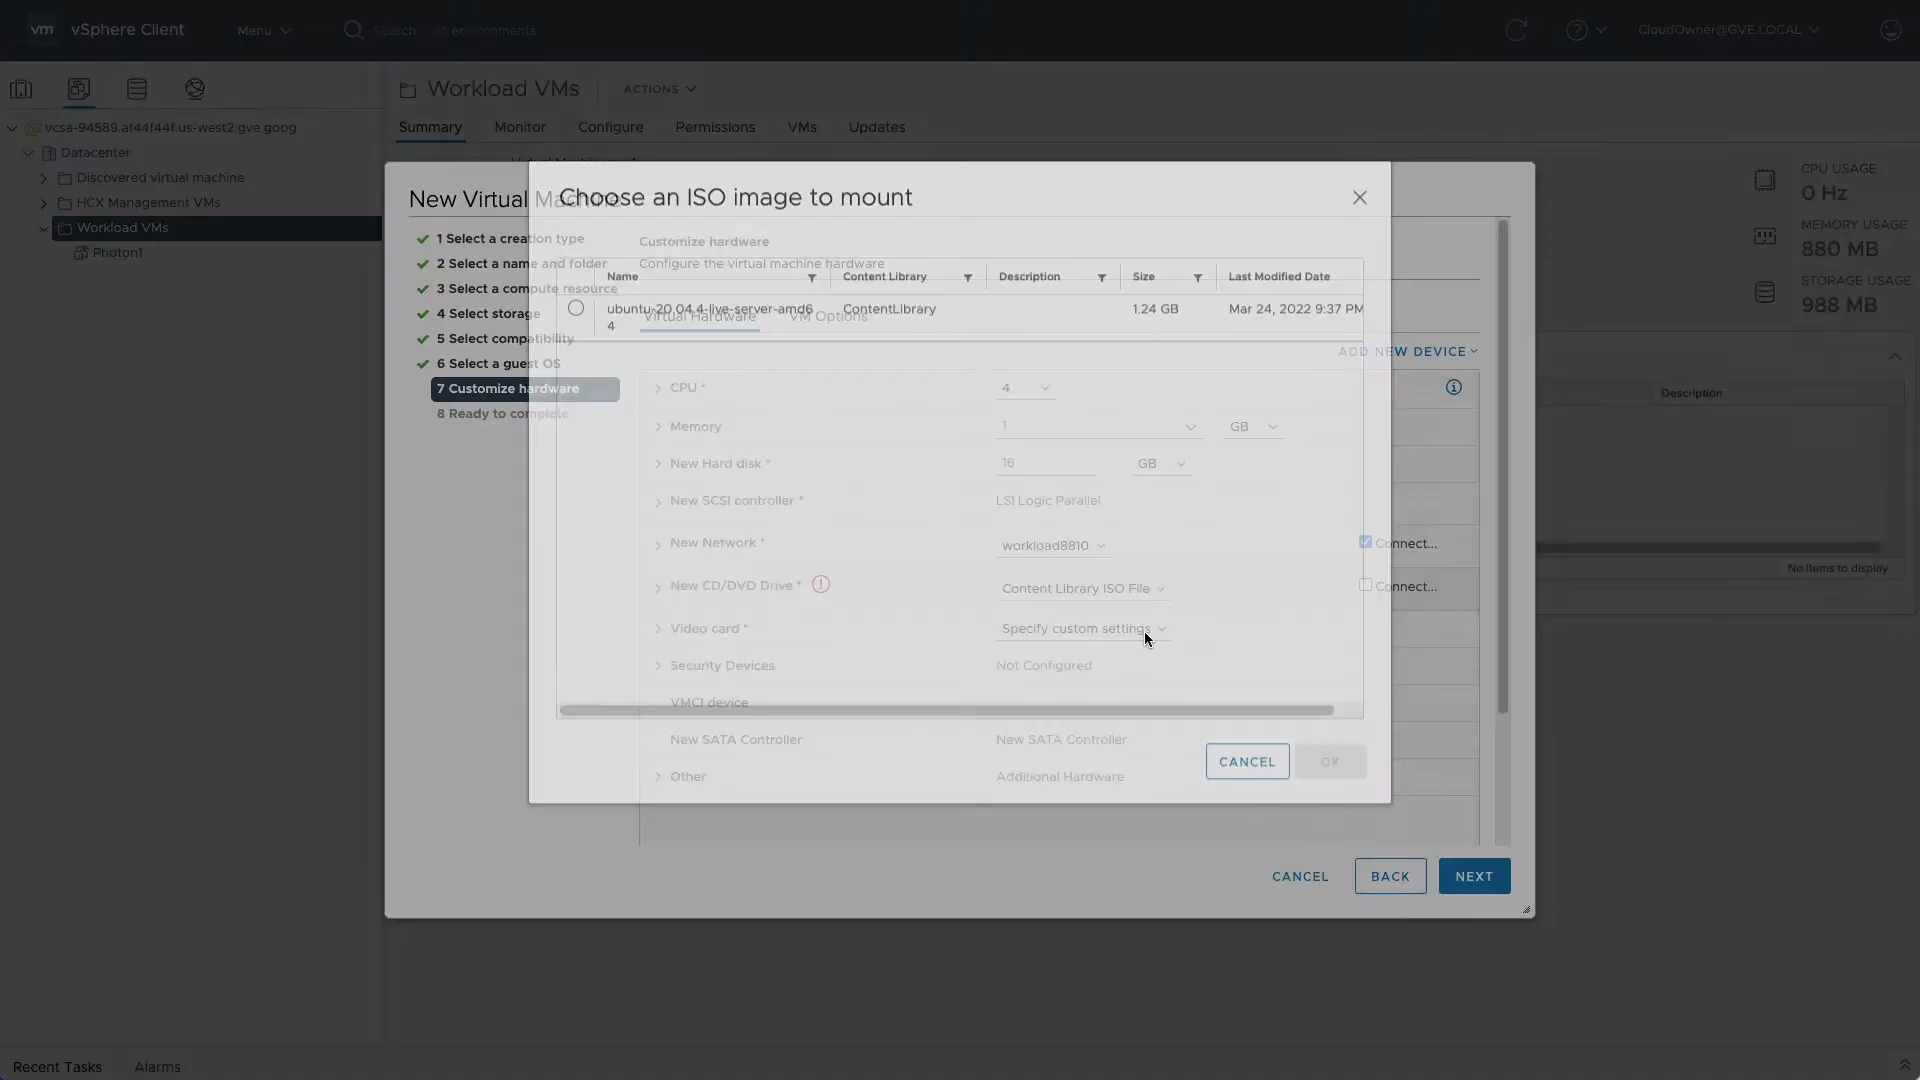 vm vSphere Client Menu Search in all environments CloudOwner@GVE.LOCAL
vcsa-94589.af44f44f.us-west2.gve.goog
Datacenter
Discovered virtual machine
HCX Management VMs
Workload VMs
Photon1
Workload VMs ACTIONS
Summary Monitor Configure Permissions VMs Updates
CPU USAGE
0 Hz
MEMORY USAGE
880 MB
STORAGE USAGE
988 MB
Description
No items to display
New Virtual Machine
1 Select a creation type
2 Select a name and folder
3 Select a compute resource
4 Select storage
5 Select compatibility
6 Select a guest OS
7 Customize hardware
8 Ready to complete
Choose an ISO image to mount
Name Content Library Description Size Last Modified Date
ubuntu-20.04.4-live-server-amd6
4
ContentLibrary 1.24 GB Mar 24, 2022 9:37 PM
CANCEL OK
Customize hardware
Configure the virtual machine hardware
Virtual Hardware VM Options
ADD NEW DEVICE
CPU * 4
Memory 1 GB
New Hard disk * 16 GB
New SCSI controller * LSI Logic Parallel
New Network * workload8810 Connect...
New CD/DVD Drive * Content Library ISO File Connect...
Video card * Specify custom settings
Security Devices Not Configured
VMCI device
New SATA Controller New SATA Controller
Other Additional Hardware
CANCEL BACK NEXT
Recent Tasks Alarms